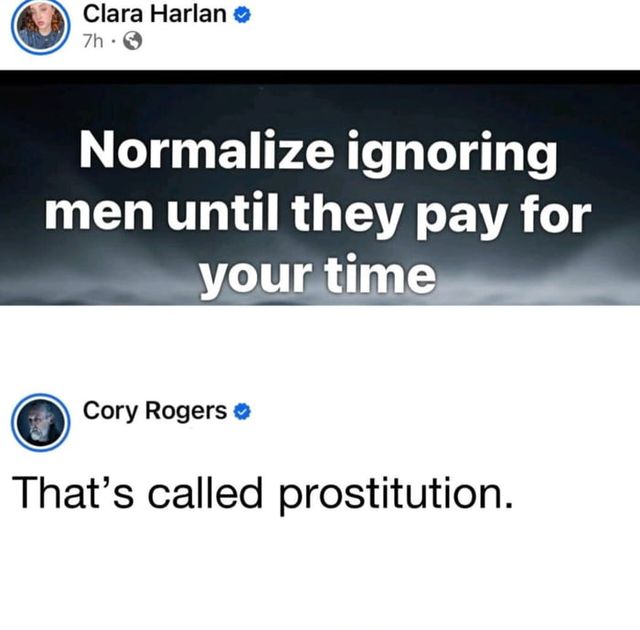 Clara Harlan
7h ·
Normalize ignoring
men until they pay for
your time
Cory Rogers
That’s called prostitution.